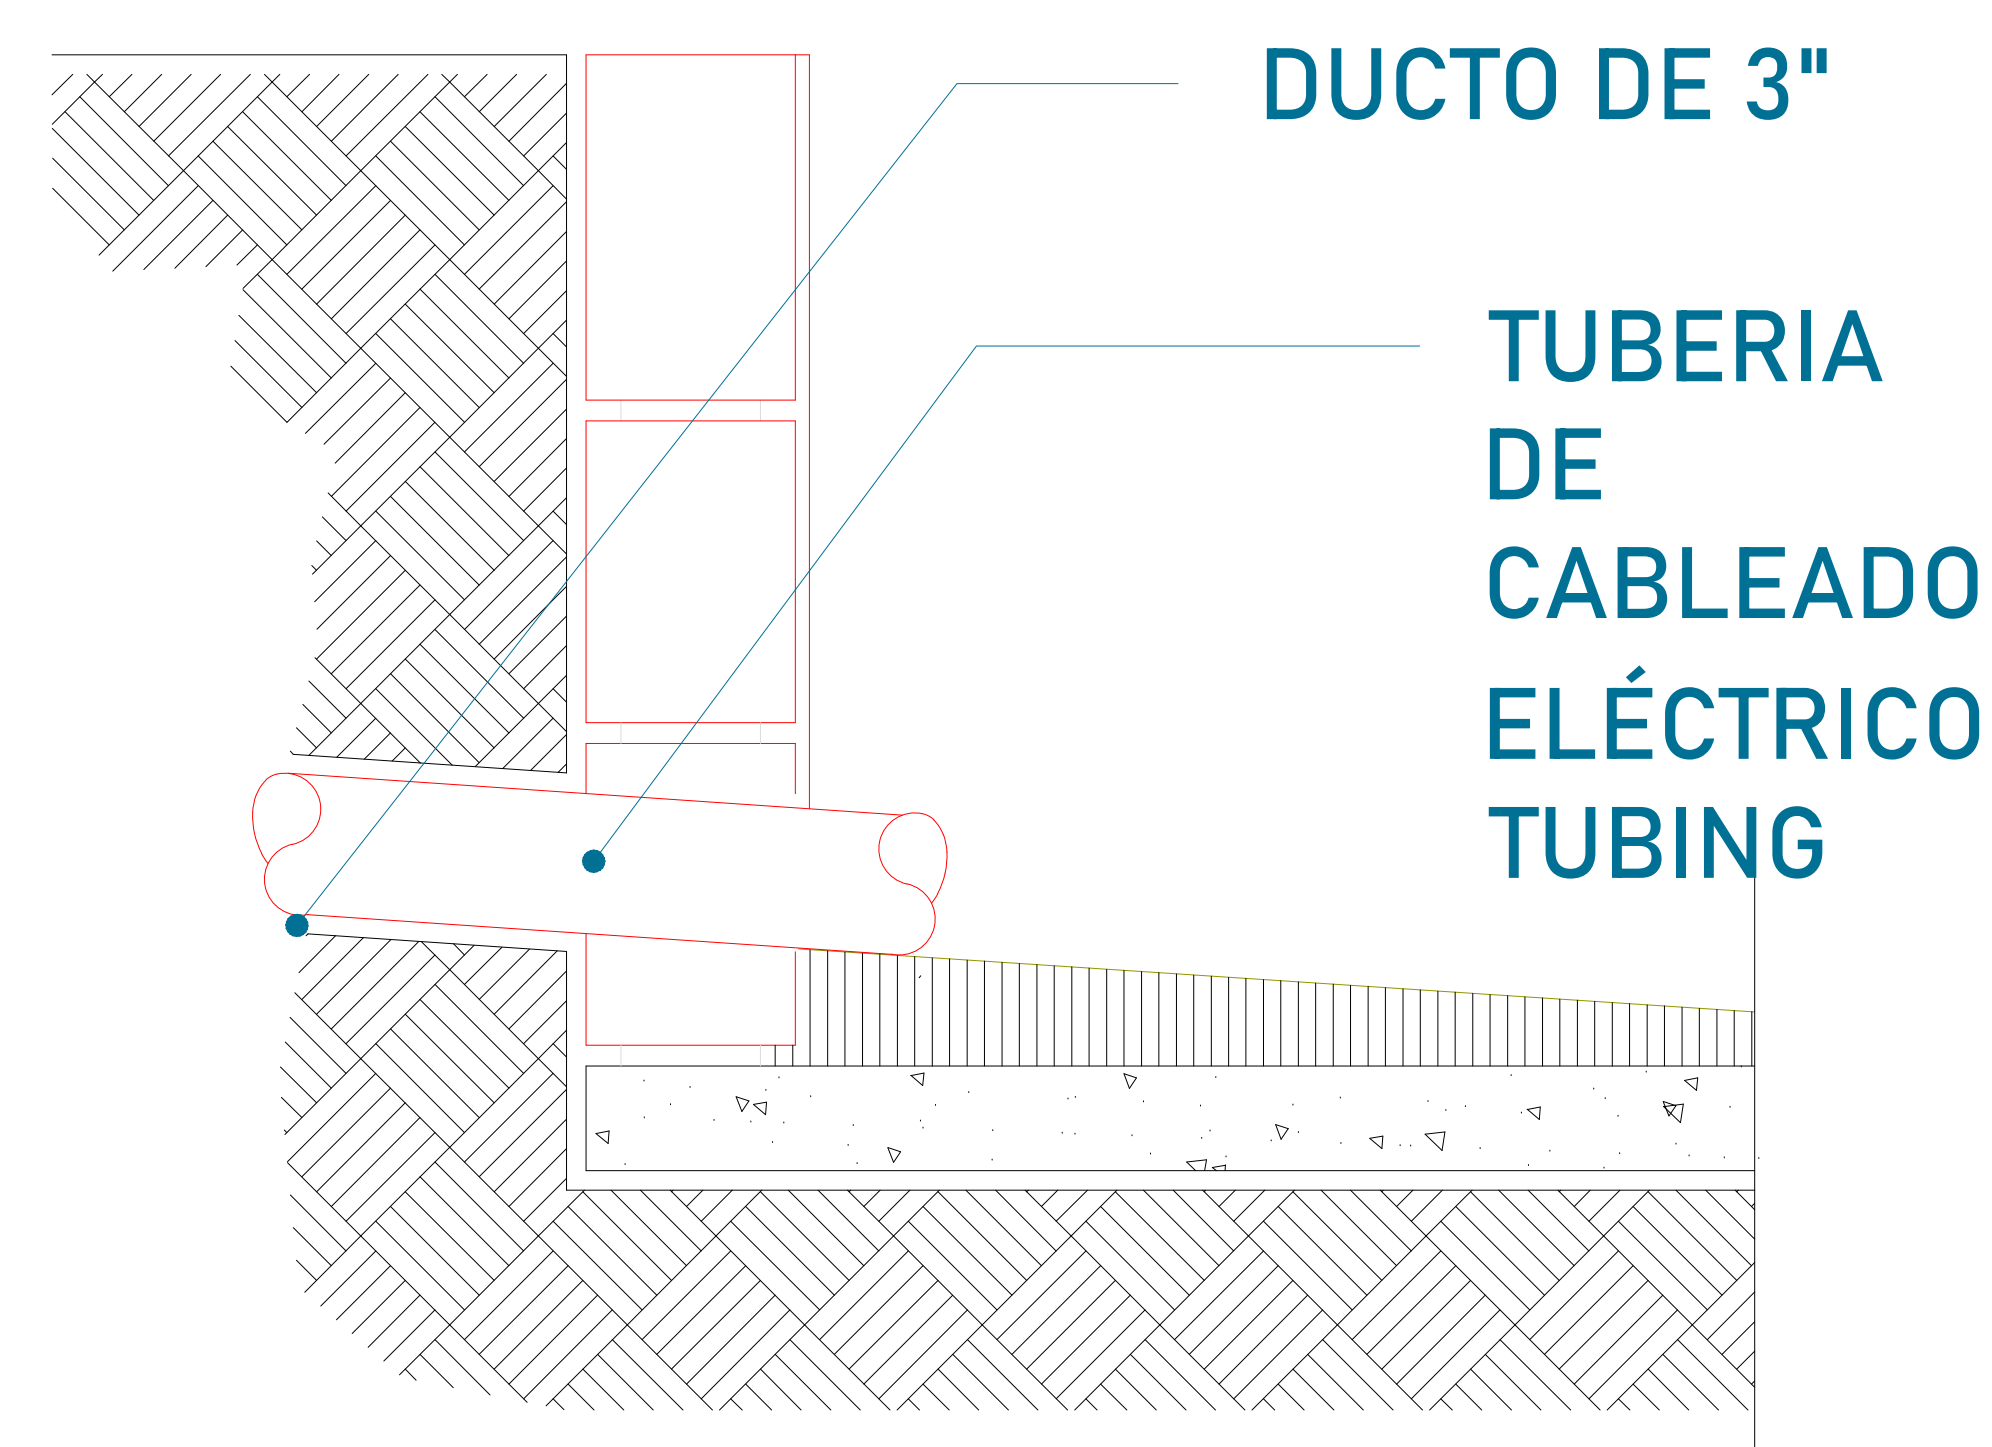 DUCTO DE 3"
TUBERIA
DE
CABLEADO
ELÉCTRICO
TUBING